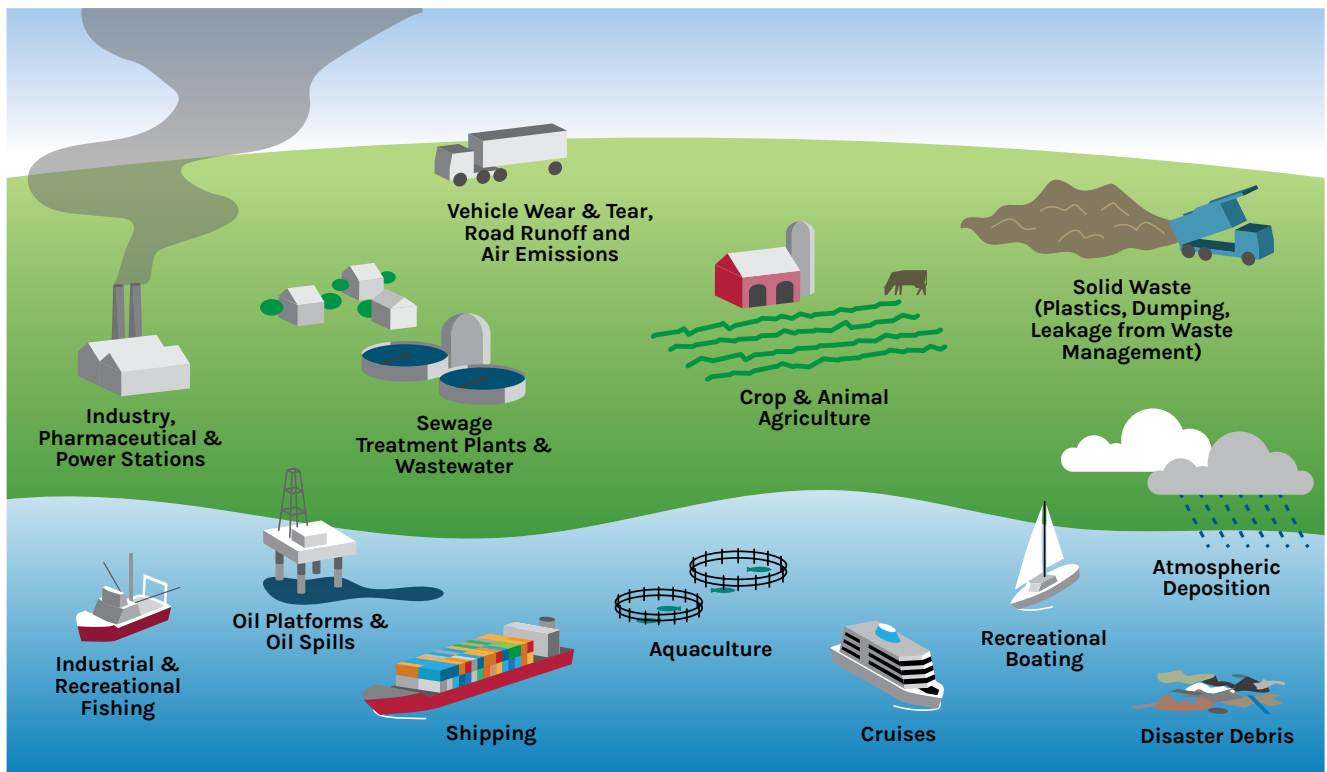 Vehicle Wear & Tear,
Road Runoff and
Air Emissions
Solid Waste
(Plastics, Dumping,
Leakage from Waste
Management)
Crop & Animal
Agriculture
Industry,
Pharmaceutical &
Power Stations
Sewage
Treatment Plants &
Wastewater
Atmospheric
Deposition
Oil Platforms &
Oil Spills
Aquaculture
Recreational
Boating
Industrial &
Recreational
Fishing
Shipping
Cruises
Disaster Debris